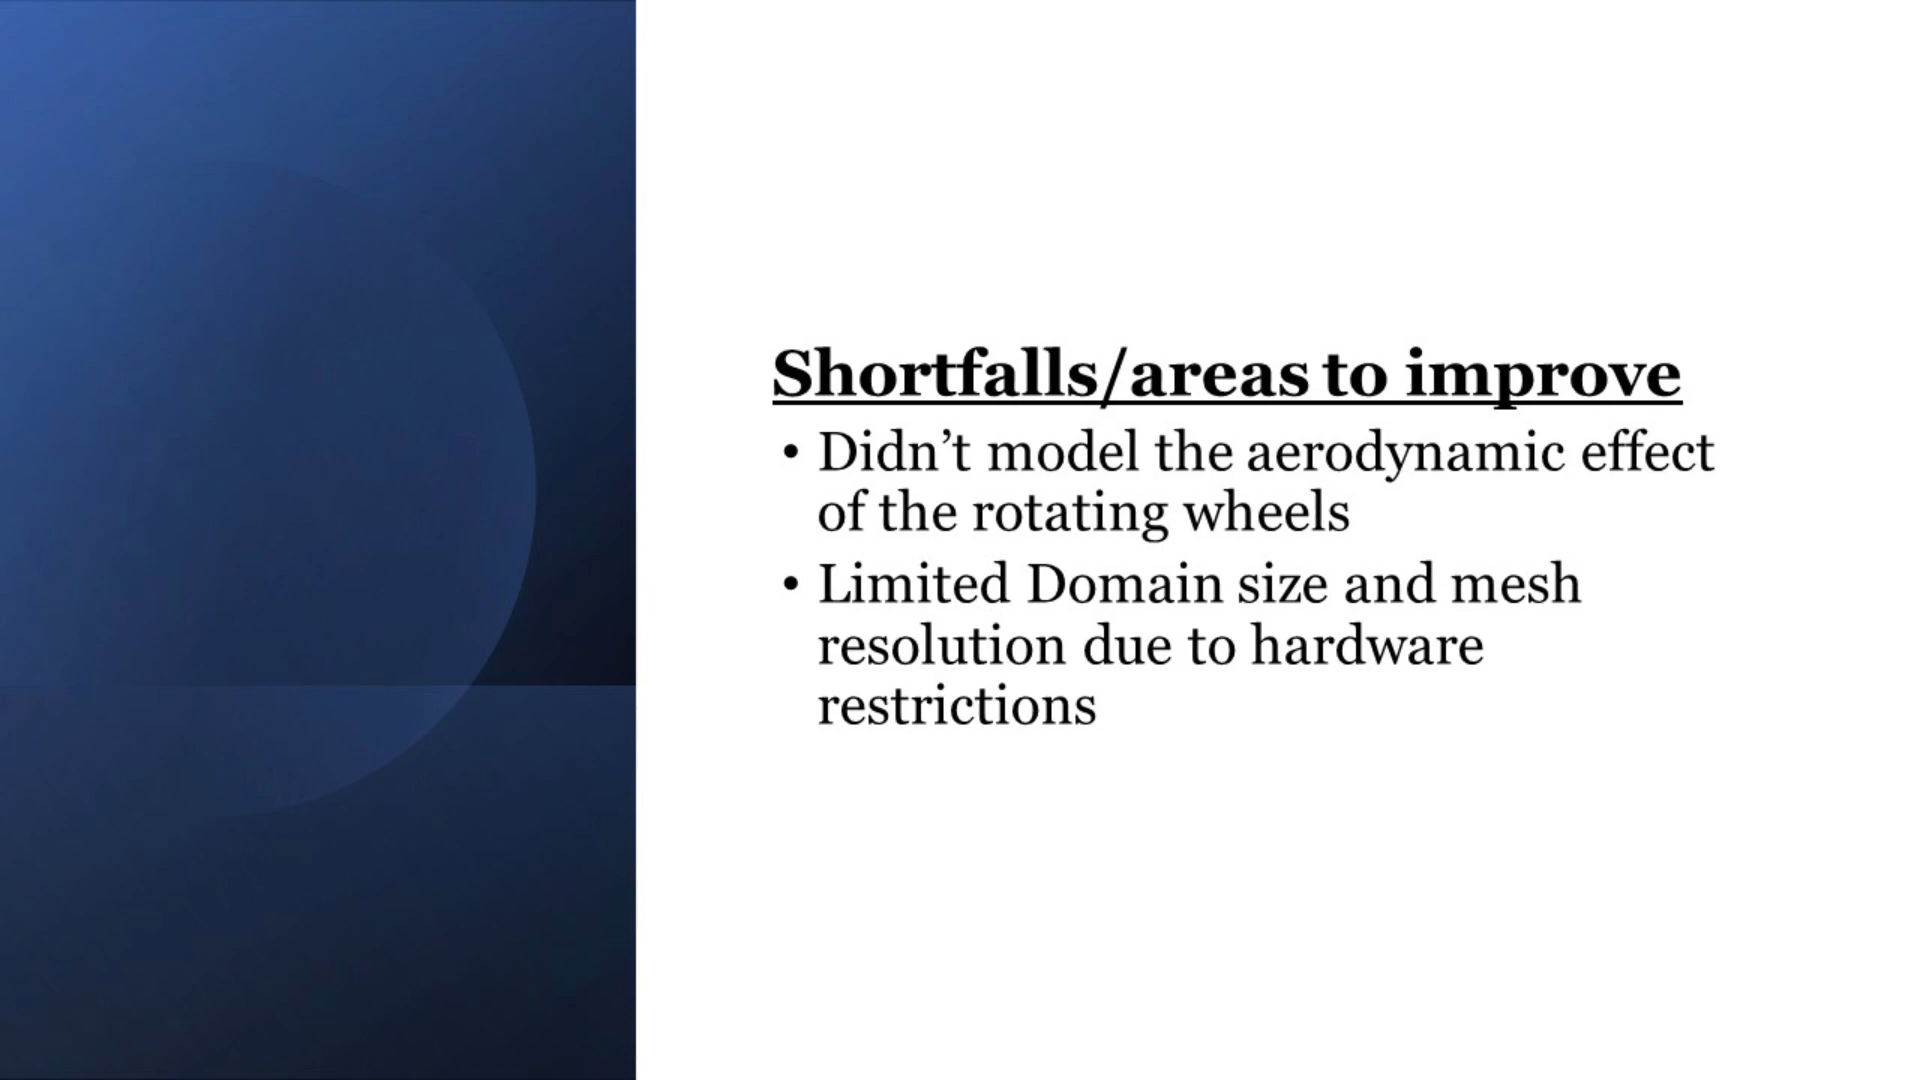 Shortfalls/areas to improve
• Didn’t model the aerodynamic effect
of the rotating wheels
• Limited Domain size and mesh
resolution due to hardware
restrictions